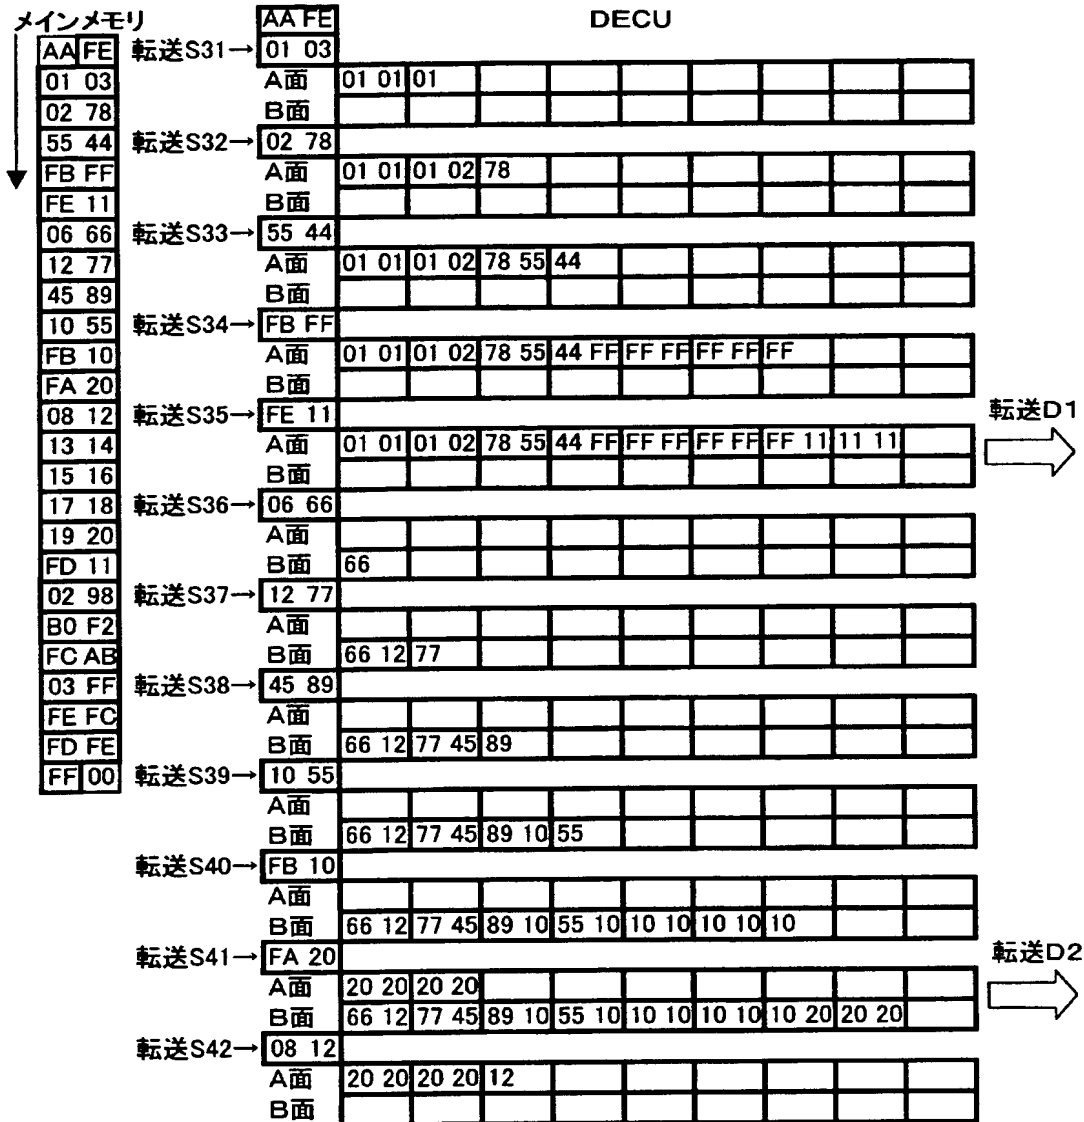 メインメモリ
AA FE
DECU
AA FE
転送S31→ 01 03
01 03
A面 01 01 01
02 78
B面
55 44
転送S32→ 02 78
FB FF
A面 01 01 01 02 78
FE 11
B面
06 66
転送S33→ 55 44
12 77
A面 01 01 01 02 78 55 44
45 89
B面
10 55
転送S34→ FB FF
FB 10
A面 01 01 01 02 78 55 44 FF FF FF FF FF FF
FA 20
B面
08 12
転送S35→ FE 11
転送D1
13 14
A面 01 01 01 02 78 55 44 FF FF FF FF FF FF 11 11 11
15 16
B面
17 18
転送S36→ 06 66
19 20
A面
FD 11
B面 66
02 98
転送S37→ 12 77
B0 F2
A面
FC AB
B面 66 12 77
03 FF
転送S38→ 45 89
FE FC
A面
FD FE
B面 66 12 77 45 89
FF 00
転送S39→ 10 55
A面
B面 66 12 77 45 89 10 55
転送S40→ FB 10
A面
B面 66 12 77 45 89 10 55 10 10 10 10 10 10
転送S41→ FA 20
転送D2
A面 20 20 20 20
B面 66 12 77 45 89 10 55 10 10 10 10 10 10 20 20 20
転送S42→ 08 12
A面 20 20 20 20 12
B面